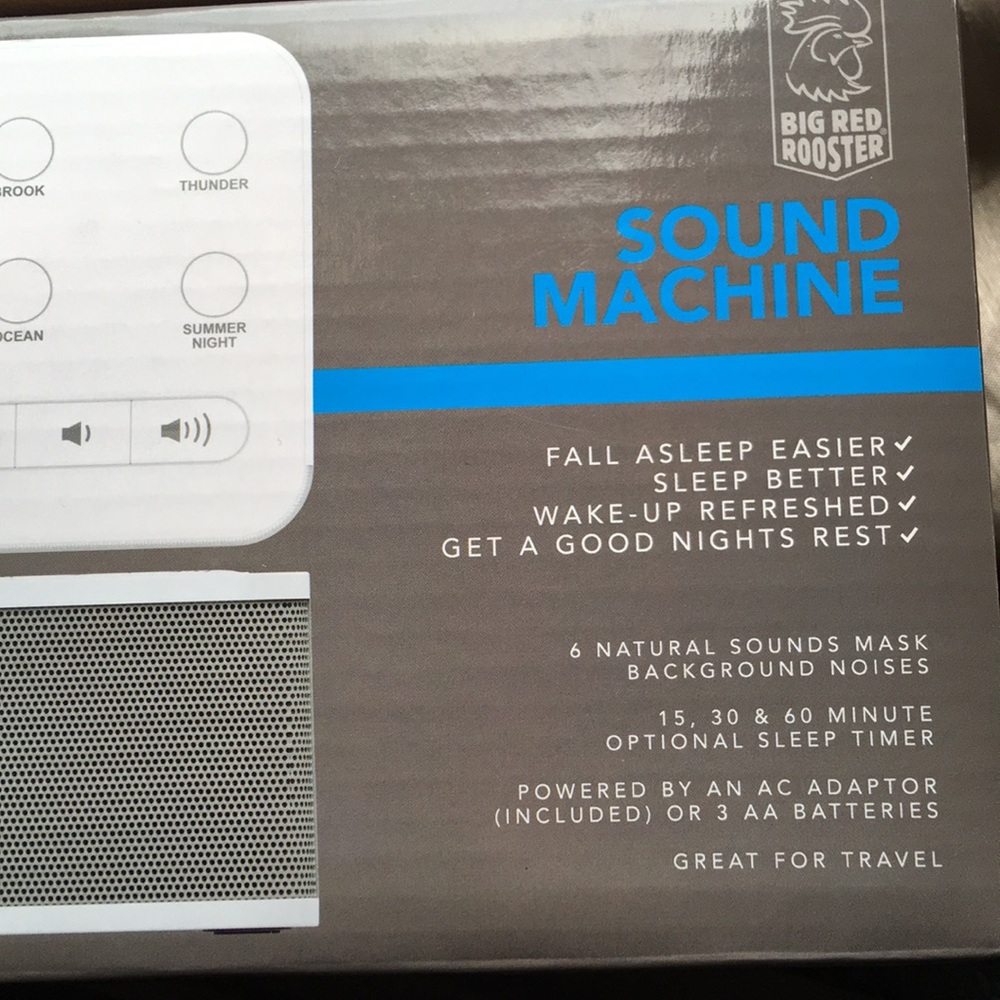 BIG RED
ROOSTER
SOUND
MACHINE
BROOK
THUNDER
OCEAN
SUMMER
NIGHT
FALL ASLEEP EASIER✓
SLEEP BETTER✓
WAKE-UP REFRESHED✓
GET A GOOD NIGHTS REST✓
6 NATURAL SOUNDS MASK
BACKGROUND NOISES
15, 30 & 60 MINUTE
OPTIONAL SLEEP TIMER
POWERED BY AN AC ADAPTOR
(INCLUDED) OR 3 AA BATTERIES
GREAT FOR TRAVEL